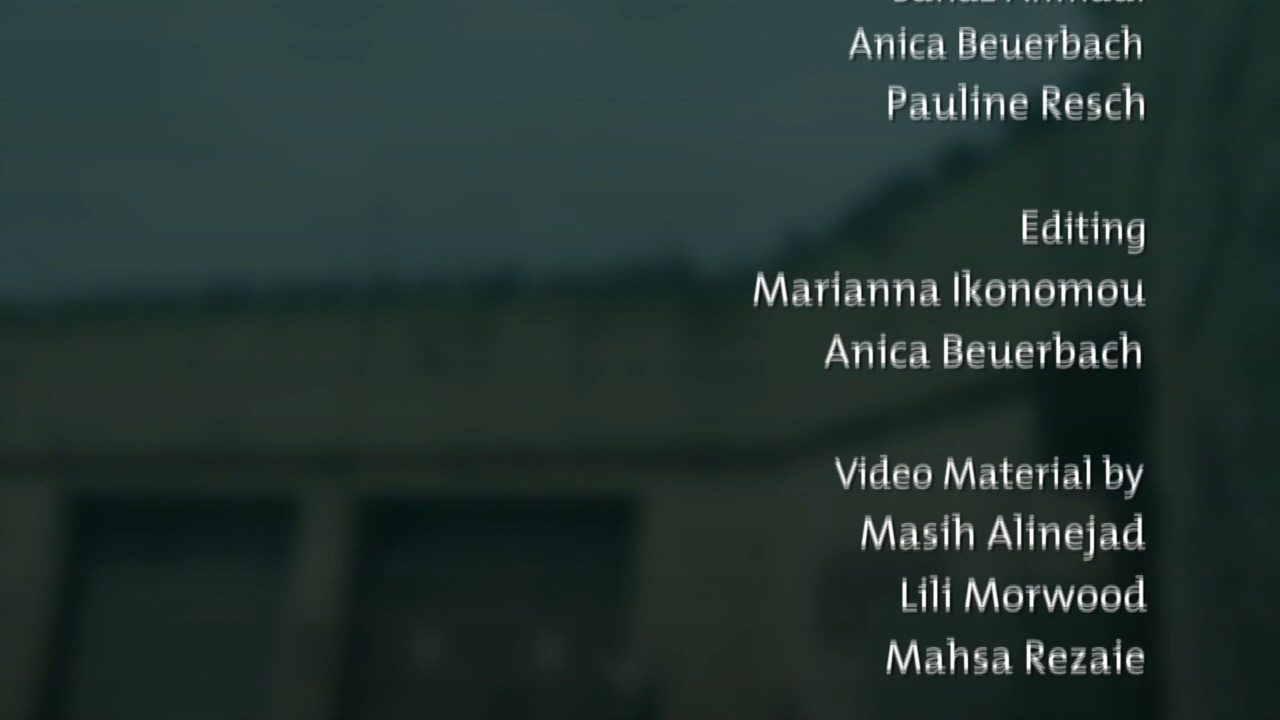 Anica Beuerbach
Pauline Resch
Editing
Marianna Ikonomou
Anica Beuerbach
Video Material by
Masih Alinejad
Lili Morwood
Mahsa Rezaie